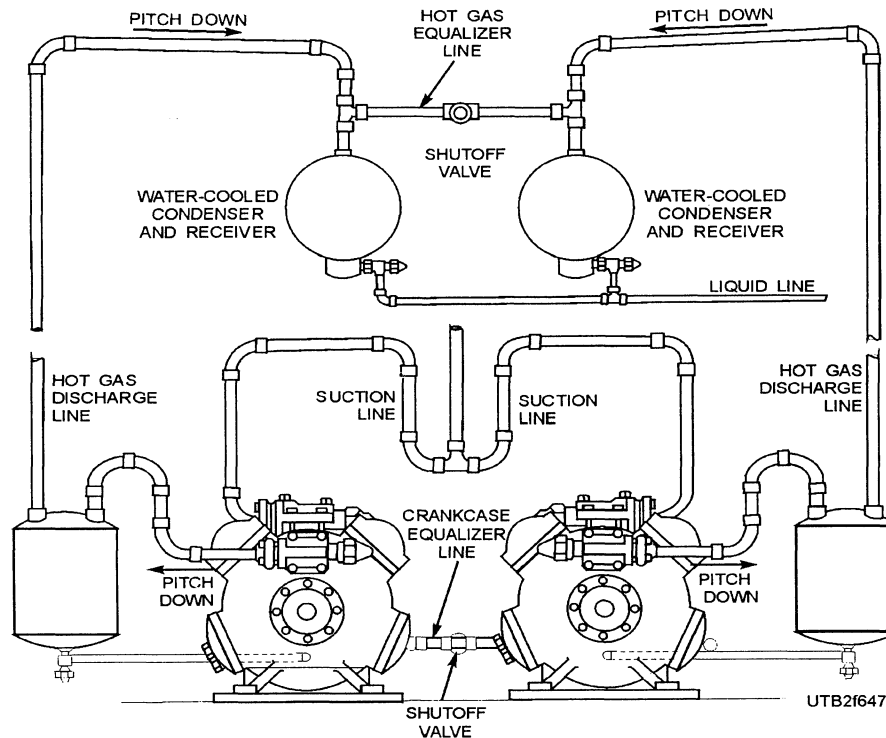 PITCH DOWN
HOT GAS
EQUALIZER
LINE
PITCH DOWN
SHUTOFF
VALVE
WATER-COOLED
CONDENSER
AND RECEIVER
WATER-COOLED
CONDENSER
AND RECEIVER
LIQUID LINE
HOT GAS
DISCHARGE
LINE
SUCTION
LINE
SUCTION
LINE
HOT GAS
DISCHARGE
LINE
CRANKCASE
EQUALIZER
LINE
PITCH
DOWN
PITCH
DOWN
SHUTOFF
VALVE
UTB2f647